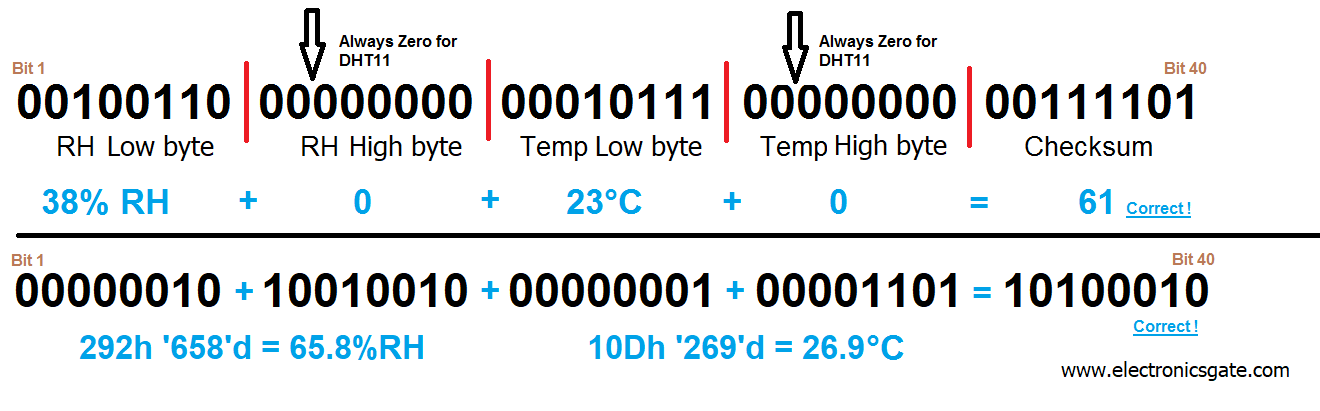 Always Zero for
DHT11
Always Zero for
DHT11
Bit 1
Bit 40
00100110 00000000 00010111 00000000 00111101
RH Low byte RH High byte Temp Low byte Temp High byte Checksum
38% RH + 0 + 23°C + 0 = 61 Correct !
Bit 1
Bit 40
00000010 + 10010010 + 00000001 + 00001101 = 10100010
Correct !
292h '658'd = 65.8%RH 10Dh '269'd = 26.9°C
www.electronicsgate.com